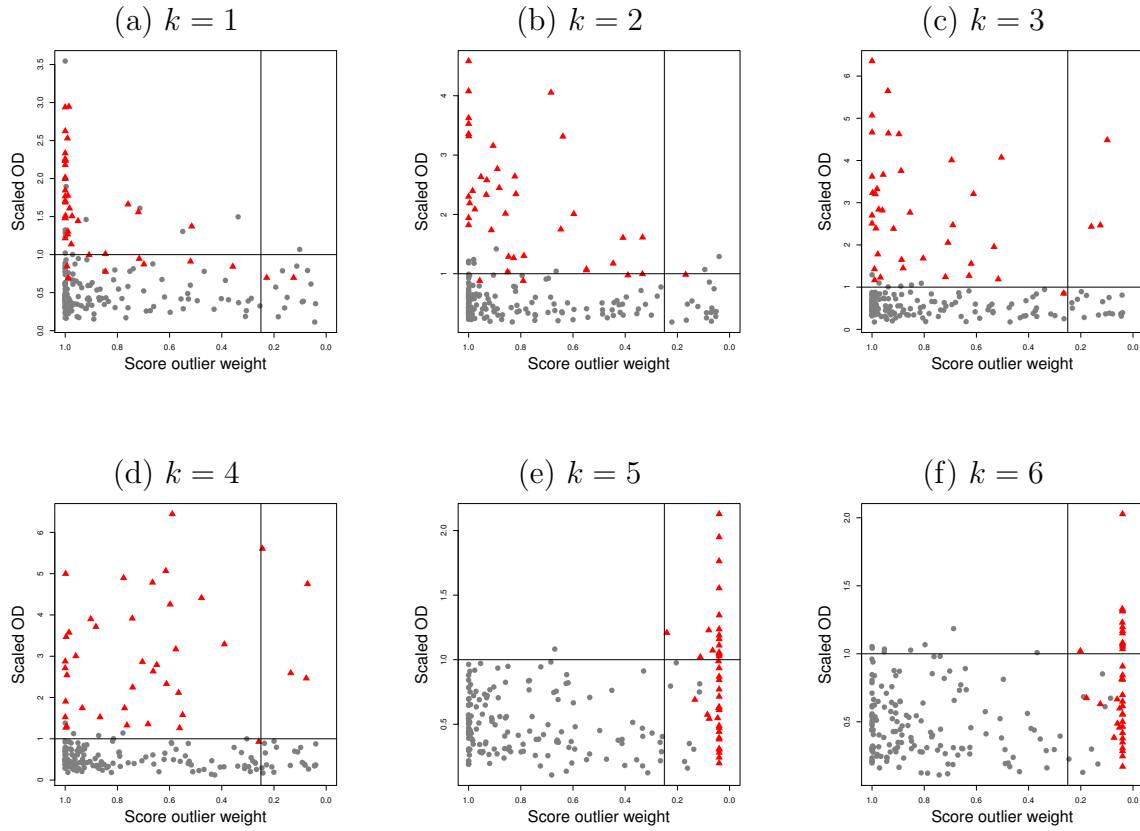 (a) k = 1
(b) k = 2
(c) k = 3
3.5
3.0
2.5
2.0
1.5
1.0
0.5
0.0
Scaled OD
1.0 0.8 0.6 0.4 0.2 0.0
Score outlier weight
4
3
2
1
Scaled OD
1.0 0.8 0.6 0.4 0.2 0.0
Score outlier weight
6
5
4
3
2
1
0
Scaled OD
1.0 0.8 0.6 0.4 0.2 0.0
Score outlier weight
(d) k = 4
(e) k = 5
(f) k = 6
6
5
4
3
2
1
0
Scaled OD
1.0 0.8 0.6 0.4 0.2 0.0
Score outlier weight
2.0
1.5
1.0
0.5
Scaled OD
1.0 0.8 0.6 0.4 0.2 0.0
Score outlier weight
2.0
1.5
1.0
0.5
Scaled OD
1.0 0.8 0.6 0.4 0.2 0.0
Score outlier weight